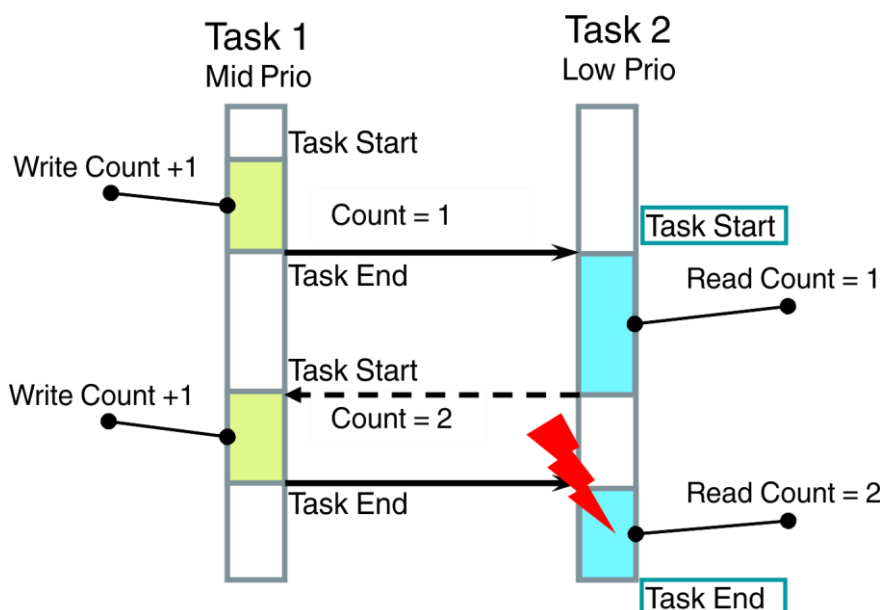 Task 1
Mid Prio
Task 2
Low Prio
Task Start
Write Count +1
Count = 1
Task Start
Task End
Read Count = 1
Task Start
Write Count +1
Count = 2
Task End
Read Count = 2
Task End